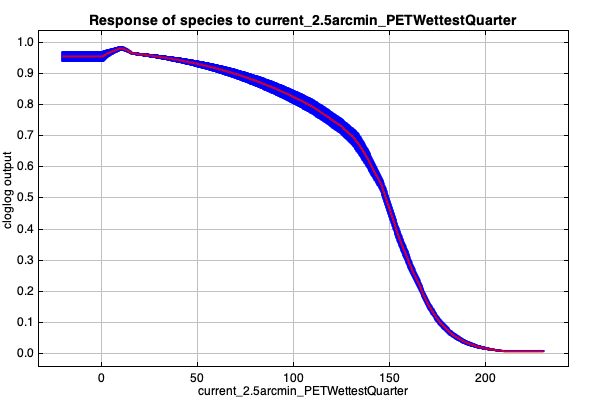 Response of species to current_2.5arcmin_PETWettestQuarter
cloglog output
1.0
0.9
0.8
0.7
0.6
0.5
0.4
0.3
0.2
0.1
0.0
0 50 100 150 200
current_2.5arcmin_PETWettestQuarter